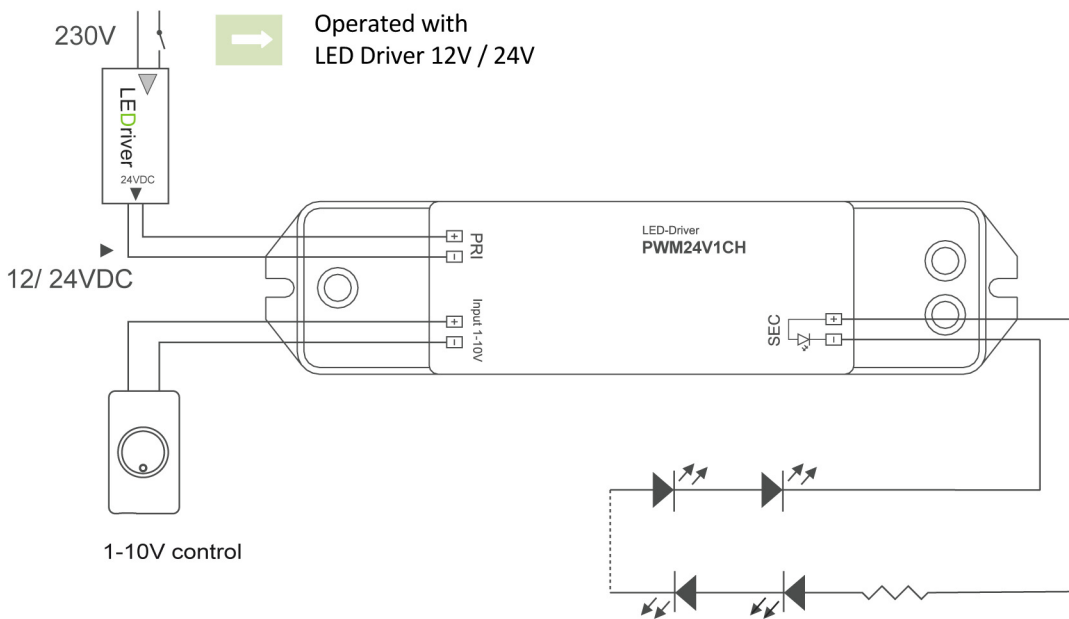 230V
Operated with
LED Driver 12V / 24V
LEDriver
24VDC
12/ 24VDC
+
-
PRI
LED-Driver
PWM24V1CH
Input 1-10V
+
-
SEC
+
-
1-10V control